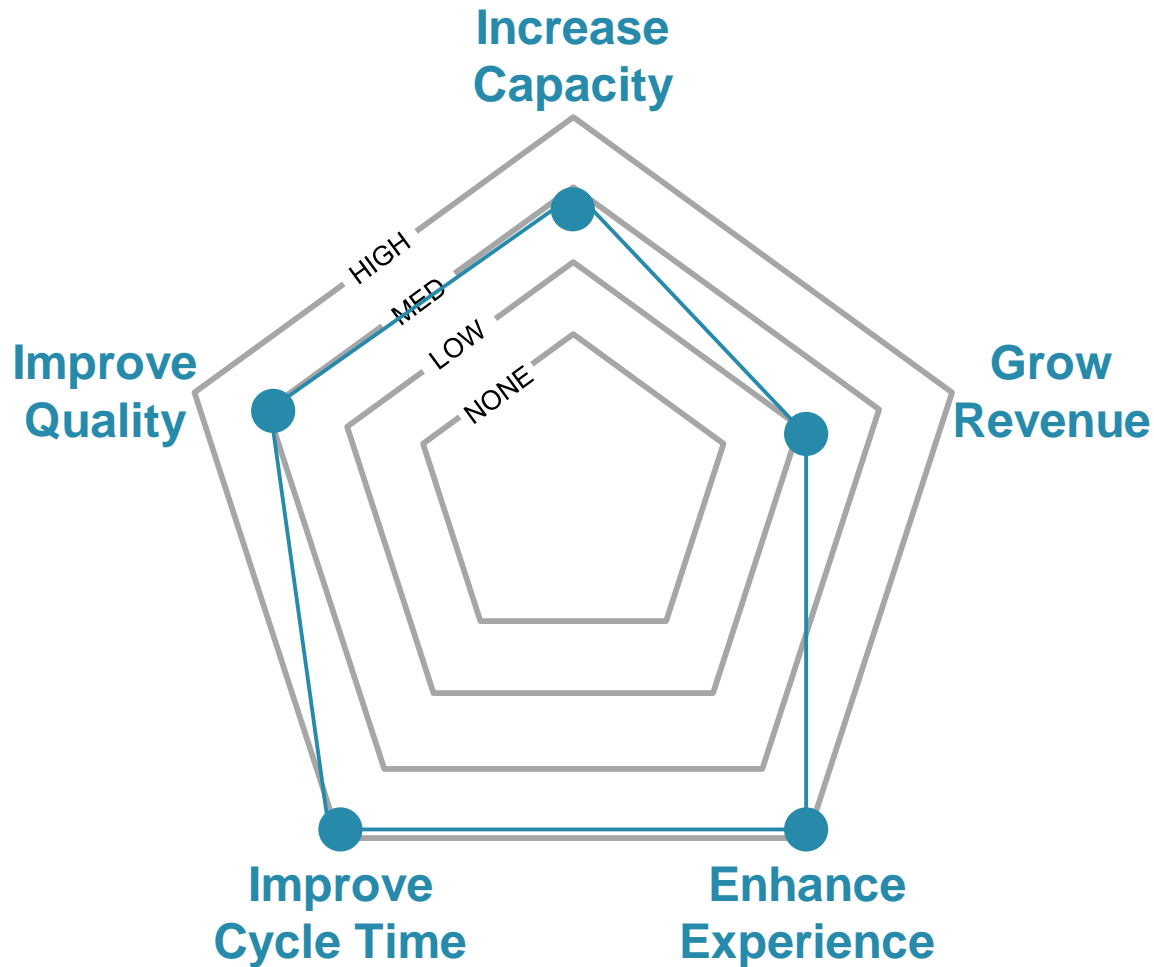 Increase
Capacity
HIGH
MED
LOW
NONE
Improve
Quality
Grow
Revenue
Improve
Cycle Time
Enhance
Experience